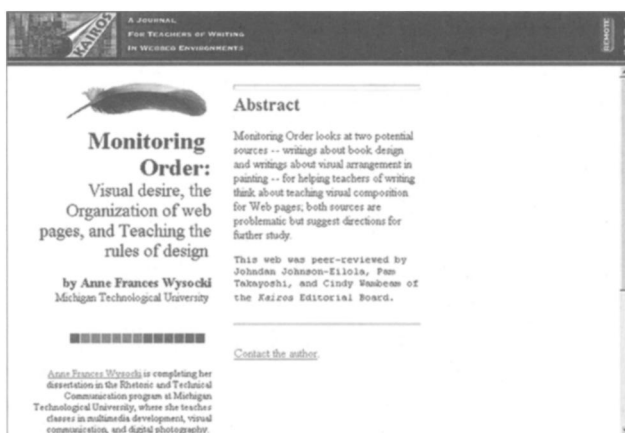 KAIROS
A JOURNAL
FOR TEACHERS OF WRITING
IN WEBBED ENVIRONMENTS
REMOTE
Monitoring
Order:
Visual desire, the
Organization of web
pages, and Teaching the
rules of design
by Anne Frances Wysocki
Michigan Technological University
Anne Frances Wysocki is completing her
dissertation in the Rhetoric and Technical
Communication program at Michigan
Technological University, where she teaches
classes in multimedia development, visual
communication, and digital photography.
Abstract
Monitoring Order looks at two potential
sources -- writings about book design
and writings about visual arrangement in
painting -- for helping teachers of writing
think about teaching visual composition
for Web pages; both sources are
problematic but suggest directions for
further study.
This web was peer-reviewed by
Johndan Johnson-Eilola, Pam
Takayoshi, and Cindy Wambeam of
the Kairos Editorial Board.
Contact the author.